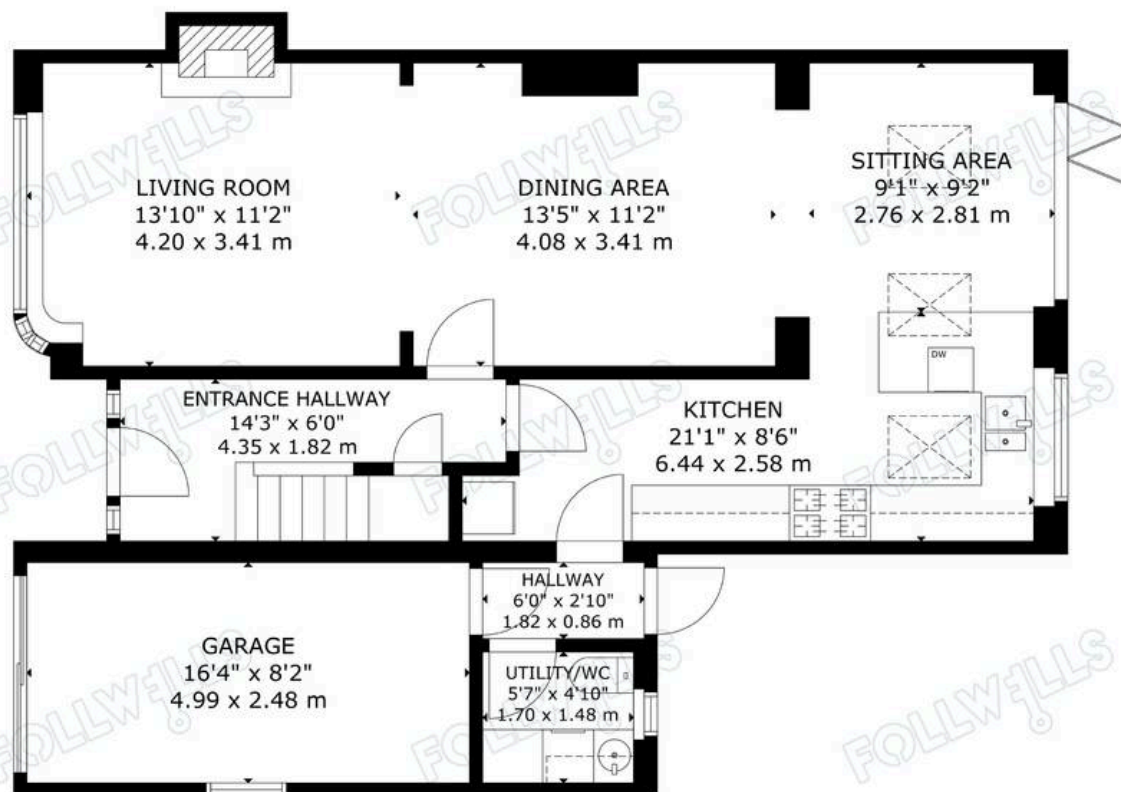 LIVING ROOM
13'10" x 11'2"
4.20 x 3.41 m
DINING AREA
13'5" x 11'2"
4.08 x 3.41 m
SITTING AREA
9'1" x 9'2"
2.76 x 2.81 m
DW
ENTRANCE HALLWAY
14'3" x 6'0"
4.35 x 1.82 m
KITCHEN
21'1" x 8'6"
6.44 x 2.58 m
HALLWAY
6'0" x 2'10"
1.82 x 0.86 m
GARAGE
16'4" x 8'2"
4.99 x 2.48 m
UTILITY/WC
5'7" x 4'10"
1.70 x 1.48 m
FOLLWELLS
FOLLWELLS
FOLLWELLS
FOLLWELLS
FOLLWELLS
FOLLWELLS
FOLLWELLS
FOLLWELLS
FOLLWELLS